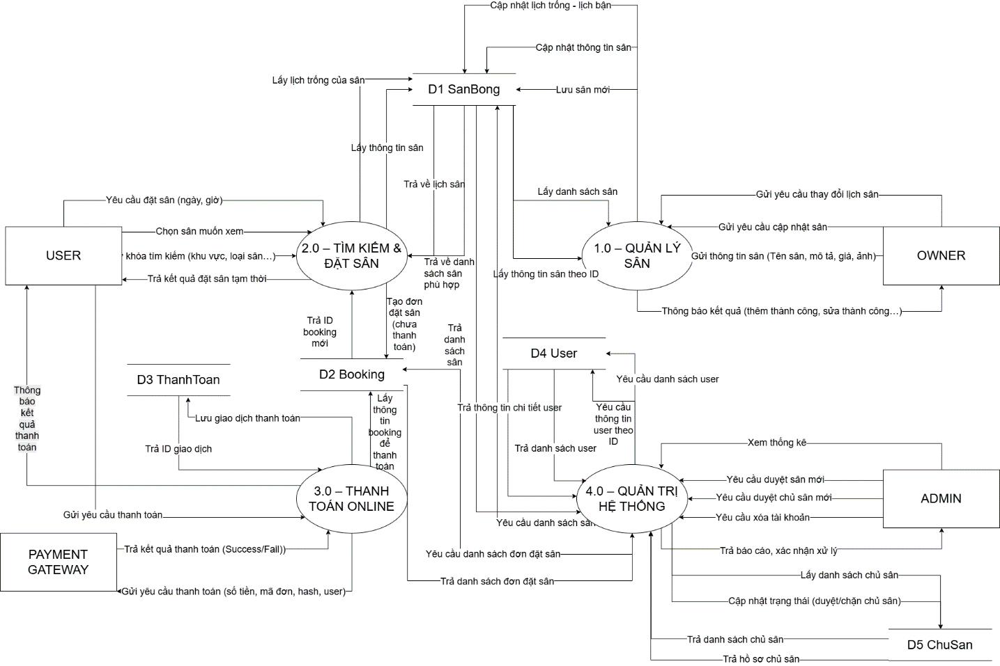 Cập nhật lịch trống - lịch bận
Cập nhật thông tin sân
Lấy lịch trống của sân
D1 SanBong
Lưu sân mới
Lấy thông tin sân
Trả về lịch sân
Lấy danh sách sân
Gửi yêu cầu thay đổi lịch sân
Yêu cầu đặt sân (ngày, giờ)
Chọn sân muốn xem
Gửi yêu cầu cập nhật sân
USER
khóa tìm kiếm (khu vực, loại sân...)
2.0 – TÌM KIẾM &
ĐẶT SÂN
1.0 – QUẢN LÝ
SÂN
Gửi thông tin sân (Tên sân, mô tả, giá, ảnh)
OWNER
Trả kết quả đặt sân tạm thời
Trả về danh
sách sân
phù hợp
Lấy thông tin sân theo ID
Thông báo kết quả (thêm thành công, sửa thành công...)
Tạo đơn
đặt sân
(chưa
thanh
toán)
Trả ID
booking
mới
Trả
danh
sách
sân
D4 User
D3 ThanhToan
D2 Booking
Yêu cầu danh sách user
Thông
báo
kết
quả
thanh
toán
Lấy
thông
tin
booking
để
thanh
toán
Lưu giao dịch thanh toán
Trả thông tin chi tiết user
Yêu cầu
thông tin
user theo
ID
Trả ID giao dịch
Trả danh sách user
Xem thống kê
3.0 – THANH
TOÁN ONLINE
4.0 – QUẢN TRỊ
HỆ THỐNG
Yêu cầu duyệt sân mới
Yêu cầu duyệt chủ sân mới
Yêu cầu xóa tài khoản
ADMIN
Gửi yêu cầu thanh toán
Yêu cầu danh sách sân
PAYMENT
GATEWAY
Trả kết quả thanh toán (Success/Fail))
Yêu cầu danh sách đơn đặt sân
Trả báo cáo, xác nhận xử lý
Trả danh sách đơn đặt sân
Lấy danh sách chủ sân
Gửi yêu cầu thanh toán (số tiền, mã đơn, hash, user)
Cập nhật trạng thái (duyệt/chặn chủ sân)
Trả danh sách chủ sân
D5 ChuSan
Trả hồ sơ chủ sân